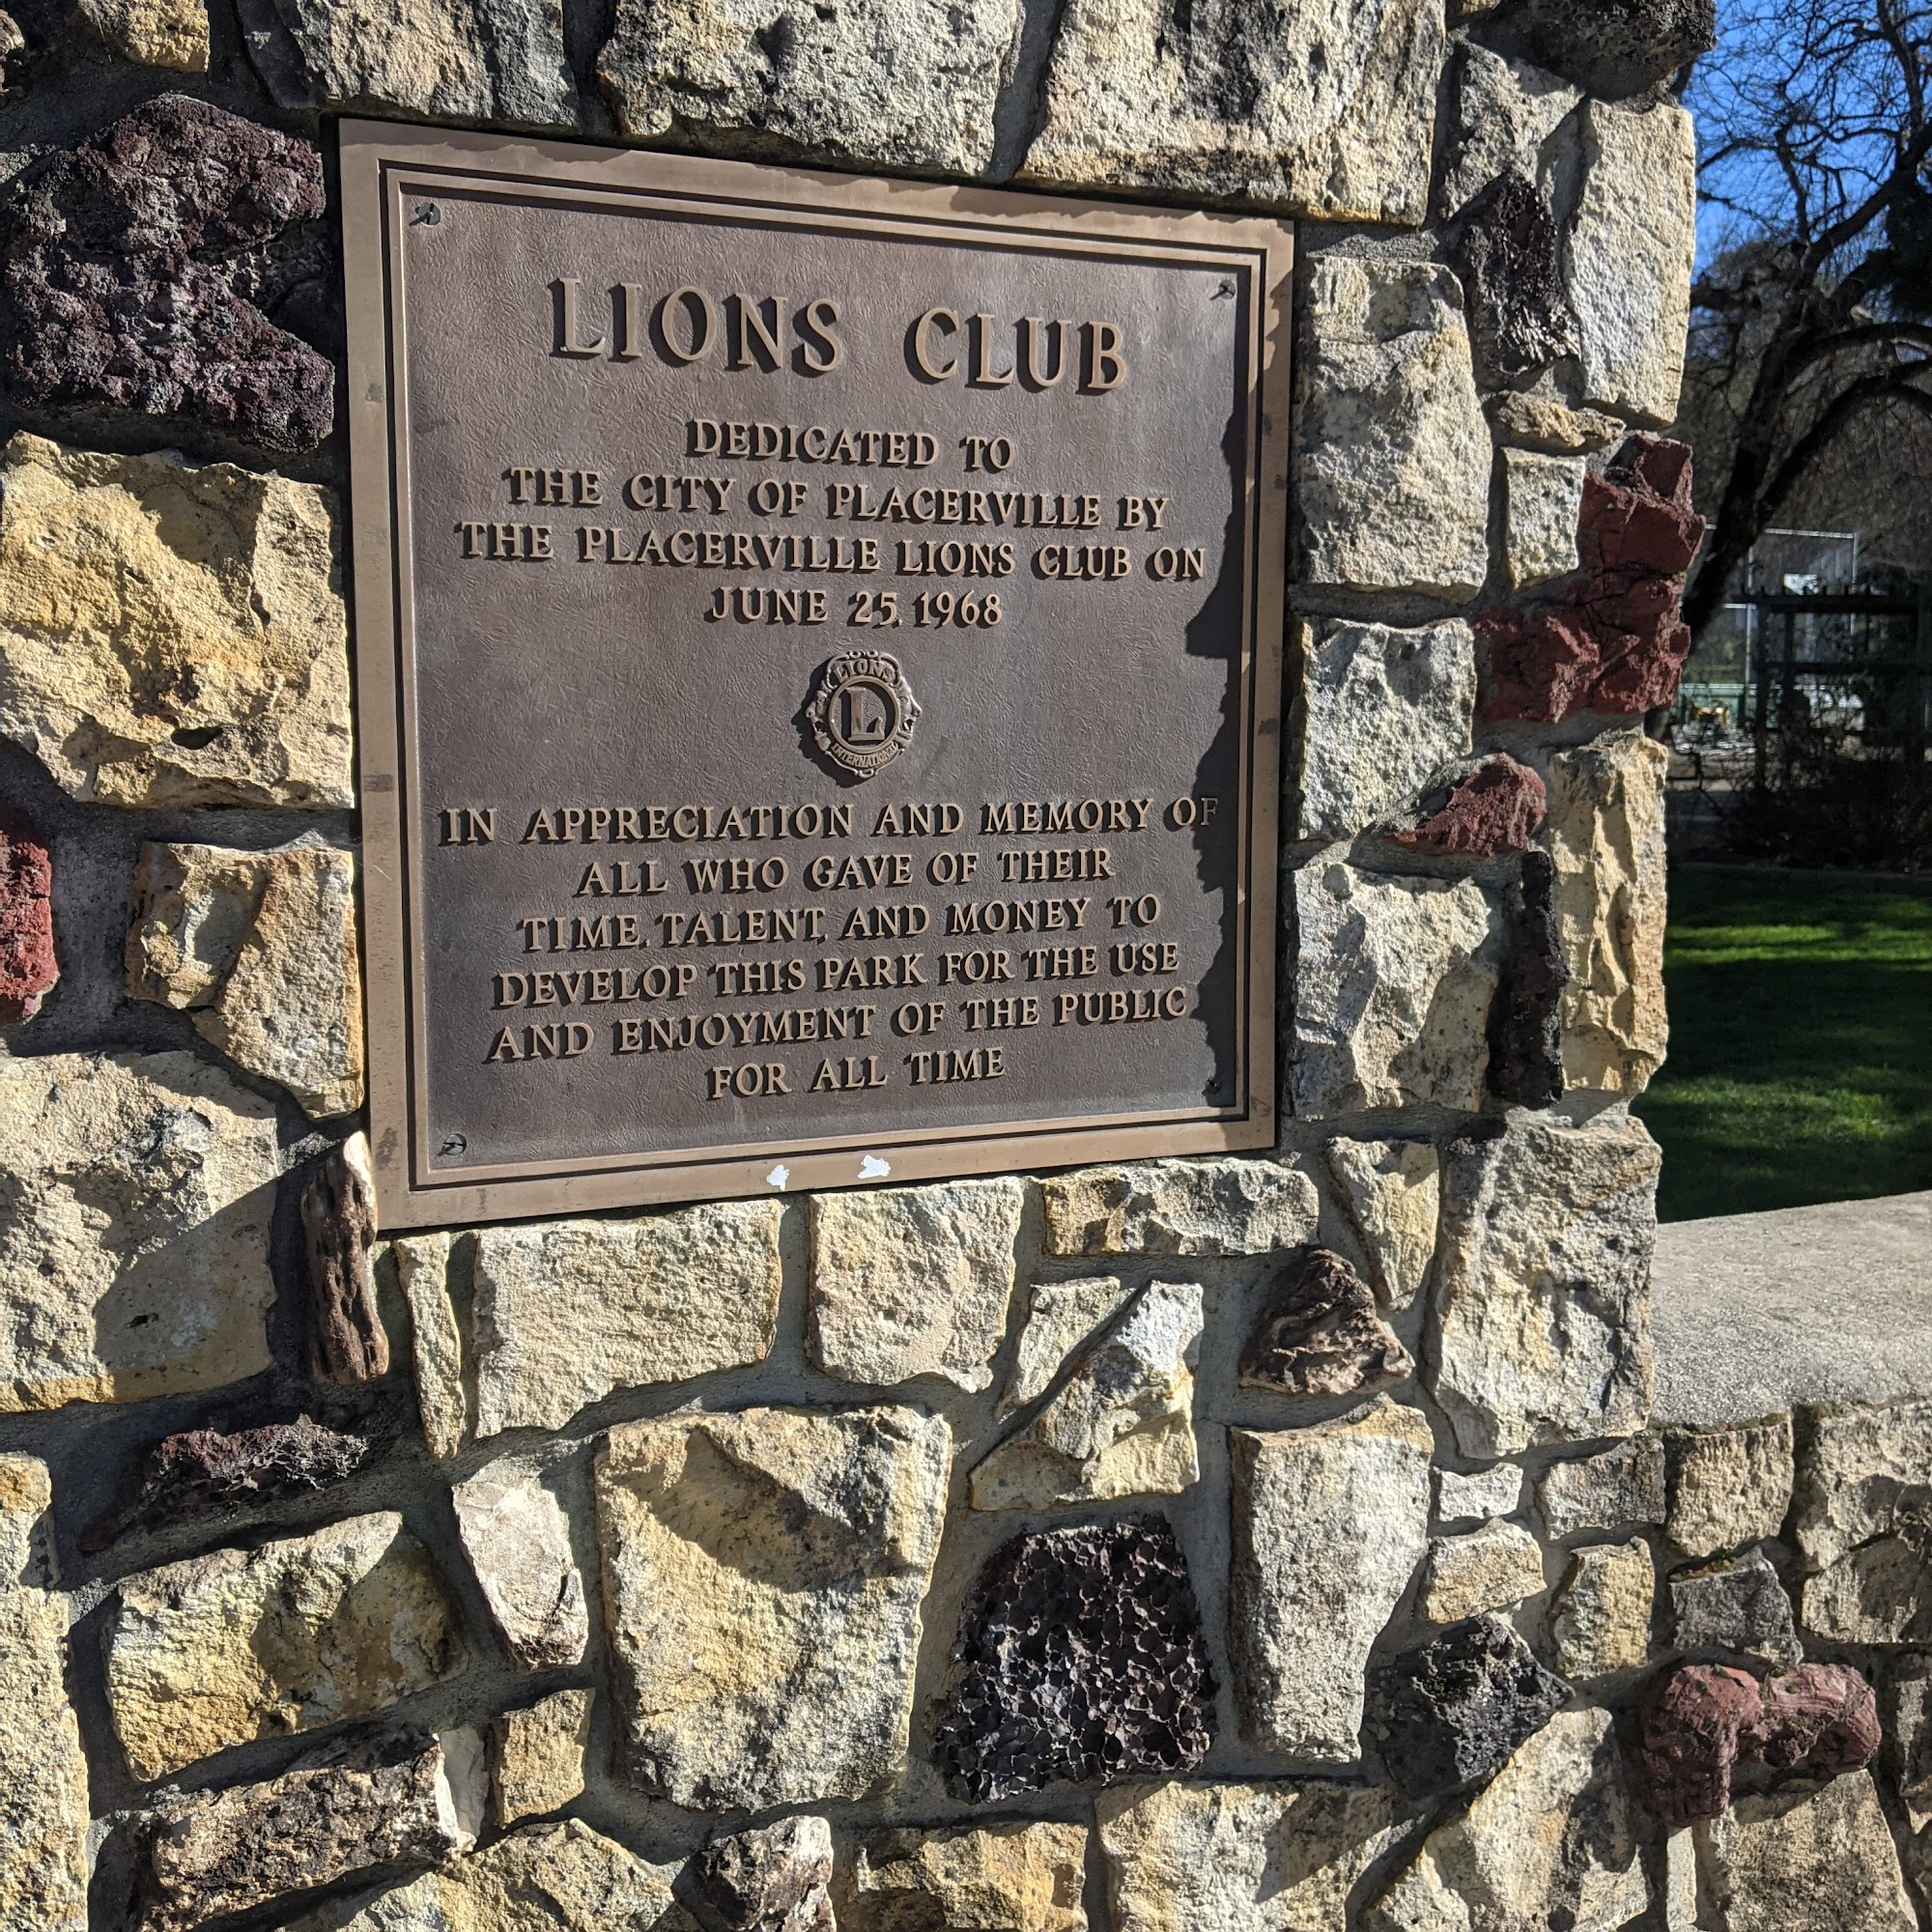 LIONS CLUB
DEDICATED TO
THE CITY OF PLACERVILLE BY
THE PLACERVILLE LIONS CLUB ON
JUNE 25, 1968
LIONS
L
INTERNATIONAL
IN APPRECIATION AND MEMORY OF
ALL WHO GAVE OF THEIR
TIME, TALENT, AND MONEY TO
DEVELOP THIS PARK FOR THE USE
AND ENJOYMENT OF THE PUBLIC
FOR ALL TIME